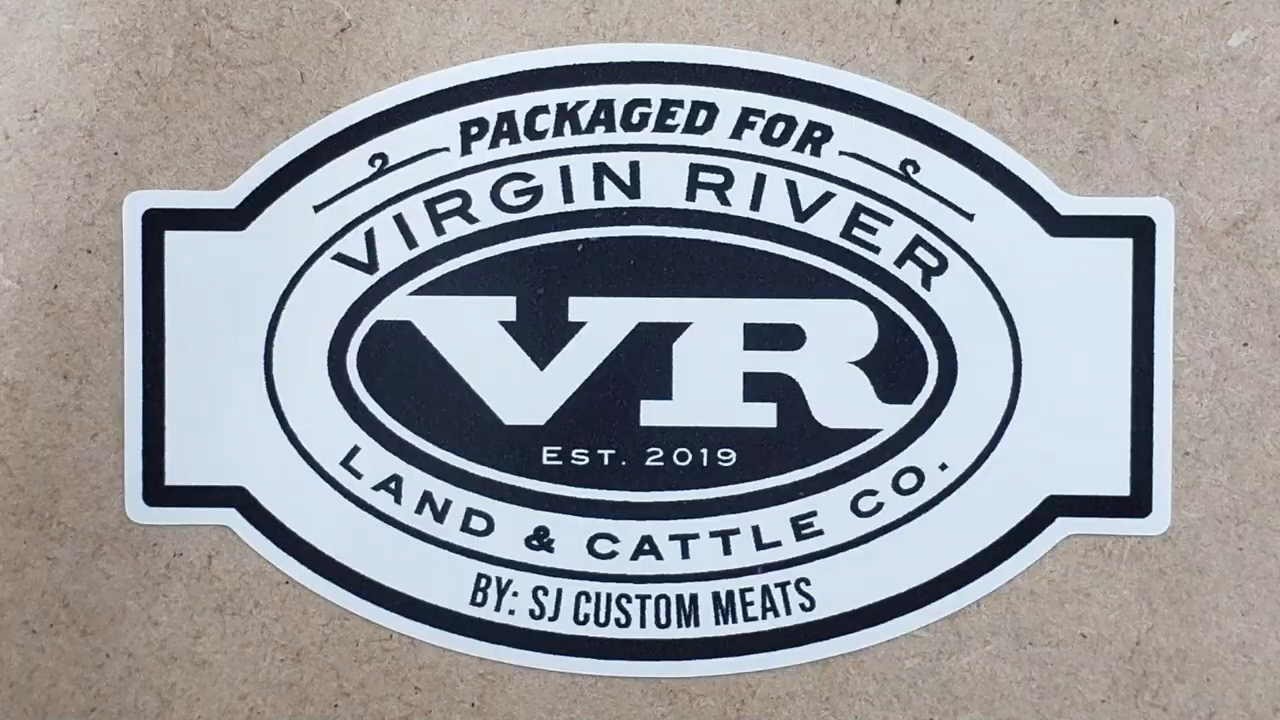 PACKAGED FOR
VIRGIN RIVER
VR
EST. 2019
LAND & CATTLE CO.
BY: SJ CUSTOM MEATS